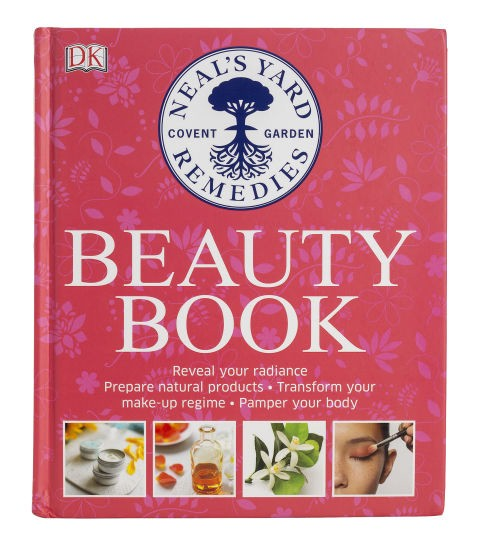 DK
NEAL'S YARD
COVENT GARDEN
REMEDIES
BEAUTY
BOOK
Reveal your radiance
Prepare natural products • Transform your
make-up regime • Pamper your body